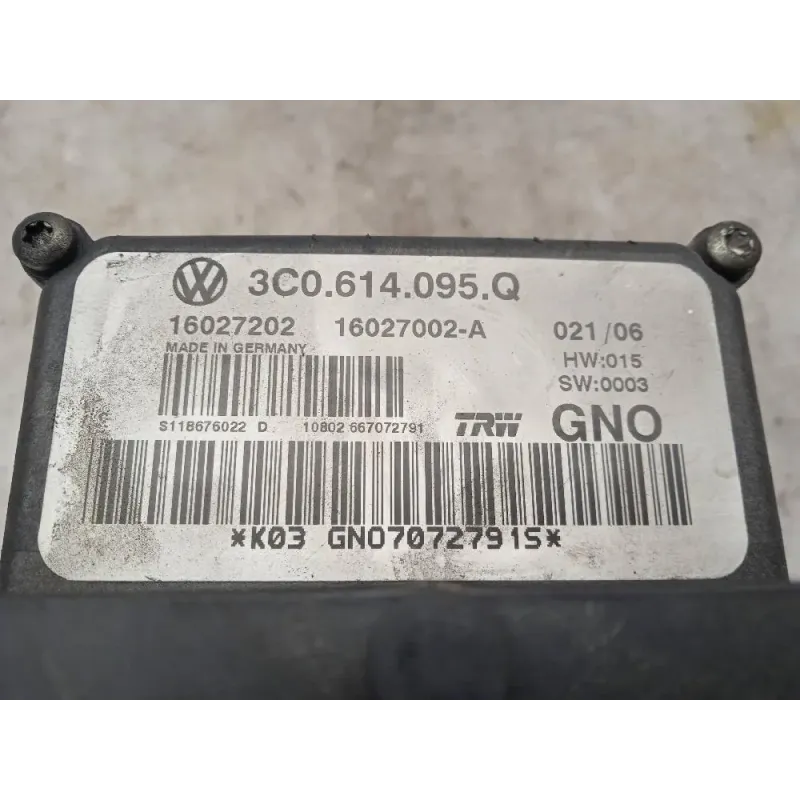 3C0.614.095.Q
16027202 16027002-A 021/06
MADE IN GERMANY HW:015
SW:0003
S118676022 D 10802 667072791 TRW GNO
*K03 GNO7072791S*